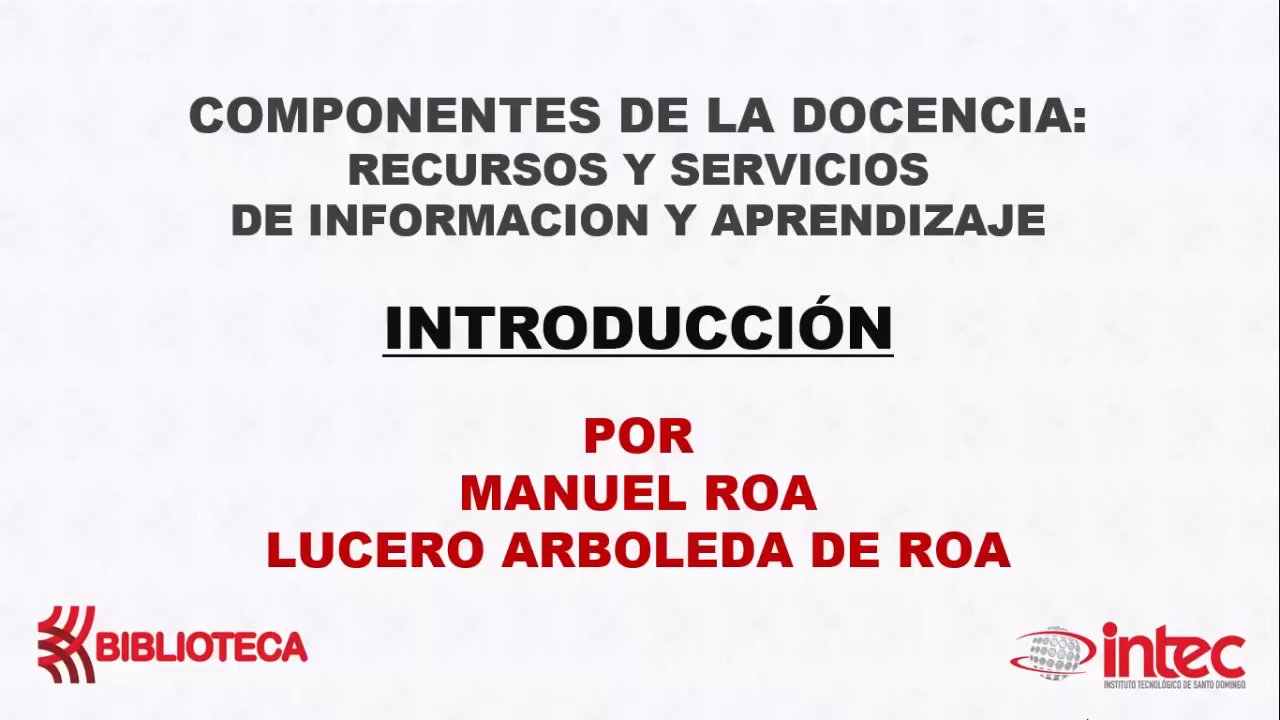 COMPONENTES DE LA DOCENCIA:
RECURSOS Y SERVICIOS
DE INFORMACION Y APRENDIZAJE
INTRODUCCIÓN
POR
MANUEL ROA
LUCERO ARBOLEDA DE ROA
BIBLIOTECA
intec
INSTITUTO TECNOLÓGICO DE SANTO DOMINGO